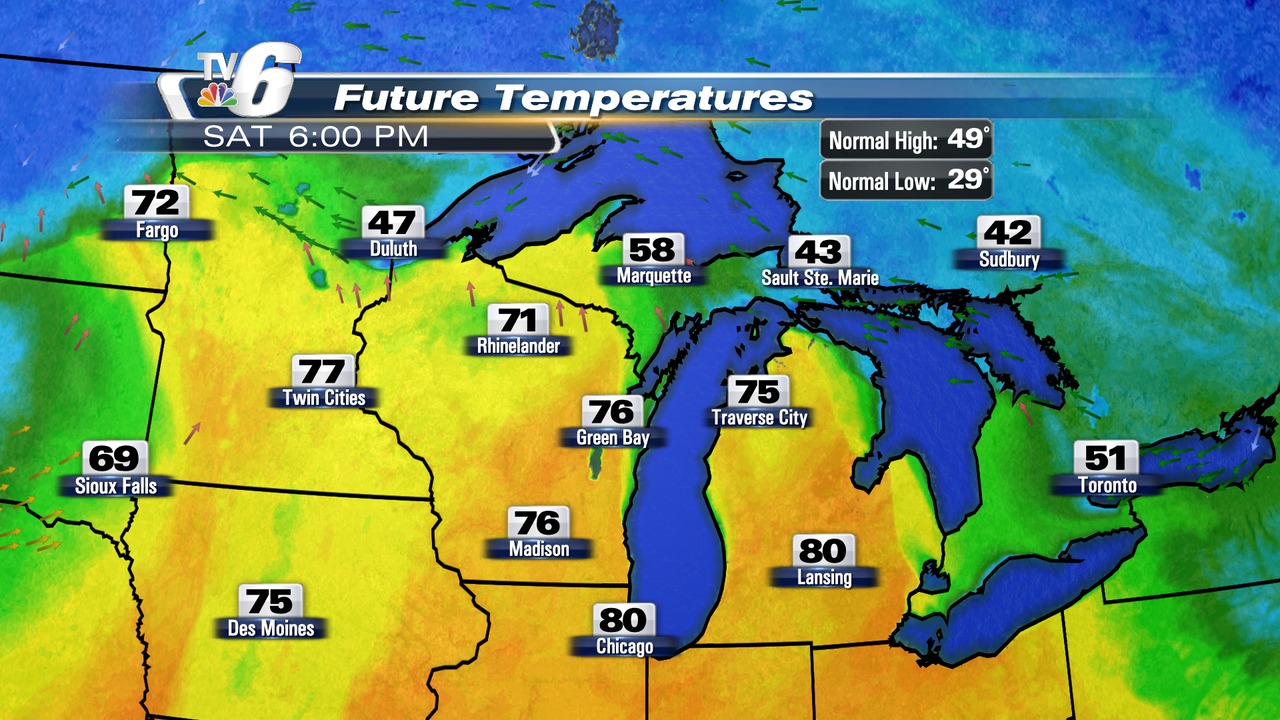 TV6
Future Temperatures
SAT 6:00 PM
Normal High: 49°
Normal Low: 29°
72
Fargo
47
Duluth
58
Marquette
43
Sault Ste. Marie
42
Sudbury
71
Rhinelander
77
Twin Cities
76
Green Bay
75
Traverse City
69
Sioux Falls
51
Toronto
76
Madison
80
Lansing
75
Des Moines
80
Chicago